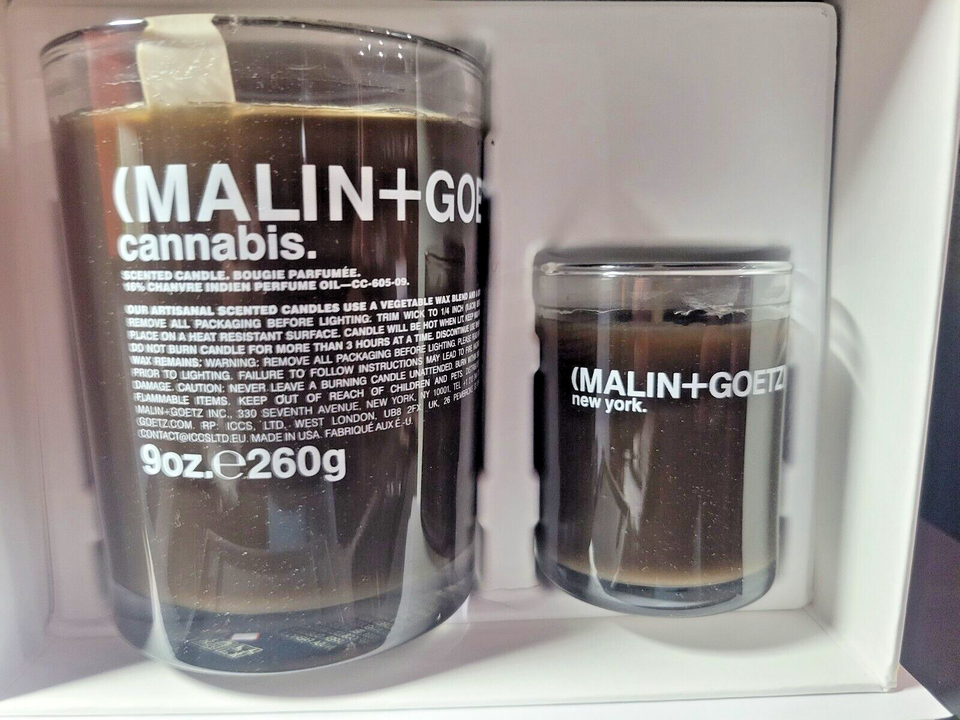 (MALIN+GOE
cannabis.
SCENTED CANDLE. BOUGIE PARFUMÉE.
16% CHANVRE INDIEN PERFUME OIL—CC-605-09.
OUR ARTISANAL SCENTED CANDLES USE A VEGETABLE WAX BLEND AND
REMOVE ALL PACKAGING BEFORE LIGHTING: TRIM WICK TO 1/4 INCH
PLACE ON A HEAT RESISTANT SURFACE. CANDLE WILL BE HOT WHEN LIT. KEEP
DO NOT BURN CANDLE FOR MORE THAN 3 HOURS AT A TIME. DISCONTINUE USE
WAX REMAINS: WARNING: REMOVE ALL PACKAGING BEFORE LIGHTING. PLEASE
PRIOR TO LIGHTING. FAILURE TO FOLLOW INSTRUCTIONS MAY LEAD TO FIRE
DAMAGE. CAUTION: NEVER LEAVE A BURNING CANDLE UNATTENDED. BURN
FLAMMABLE ITEMS. KEEP OUT OF REACH OF CHILDREN AND PETS.
MALIN+GOETZ INC., 330 SEVENTH AVENUE, NEW YORK, NY 10001, TEL
GOETZ.COM. RP: ICCS, LTD, WEST LONDON, UB8 2FX, UK, 26
CONTACT@ICCSLTD.EU. MADE IN USA. FABRIQUÉ AUX É.-U.
9oz.℮260g
(MALIN+GOETZ
new york.